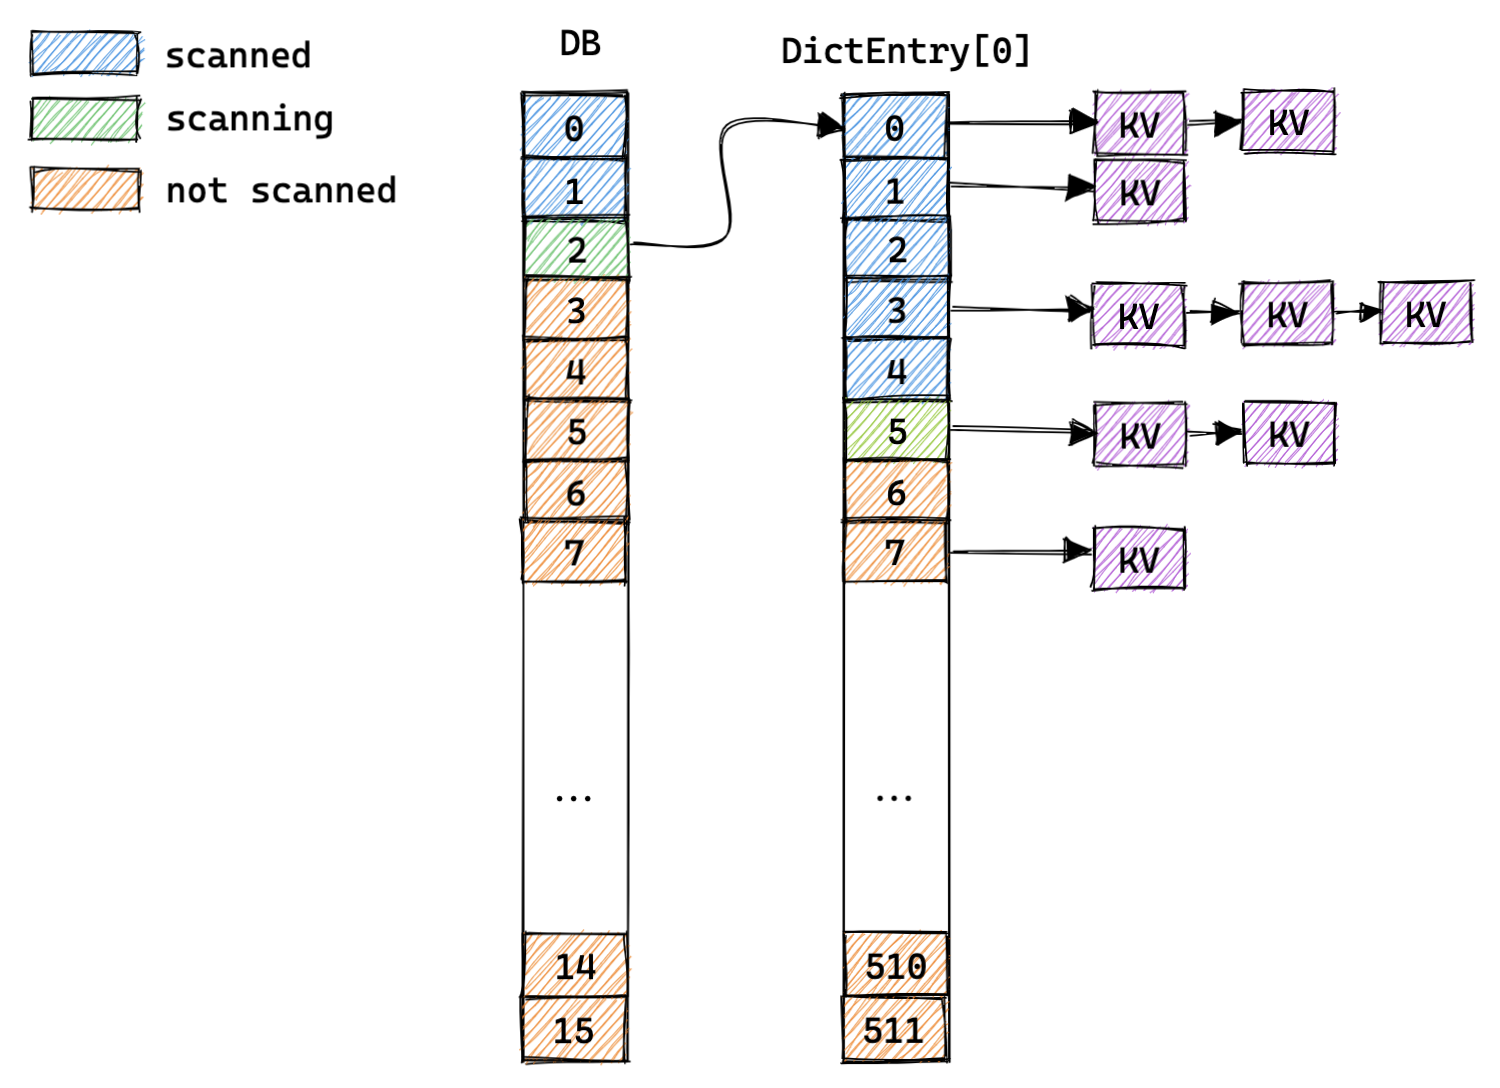 scanned
scanning
not scanned
DB
0
1
2
3
4
5
6
7
...
14
15
DictEntry[0]
0
1
2
3
4
5
6
7
...
510
511
KV KV
KV
KV KV KV
KV KV
KV